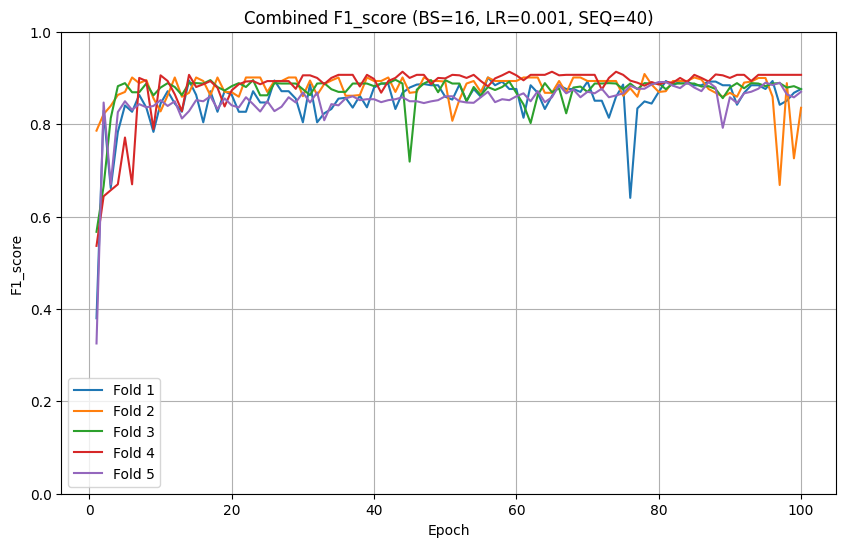 Combined F1_score (BS=16, LR=0.001, SEQ=40)
1.0
0.8
0.6
0.4
0.2
0.0
F1_score
Fold 1
Fold 2
Fold 3
Fold 4
Fold 5
0 20 40 60 80 100
Epoch